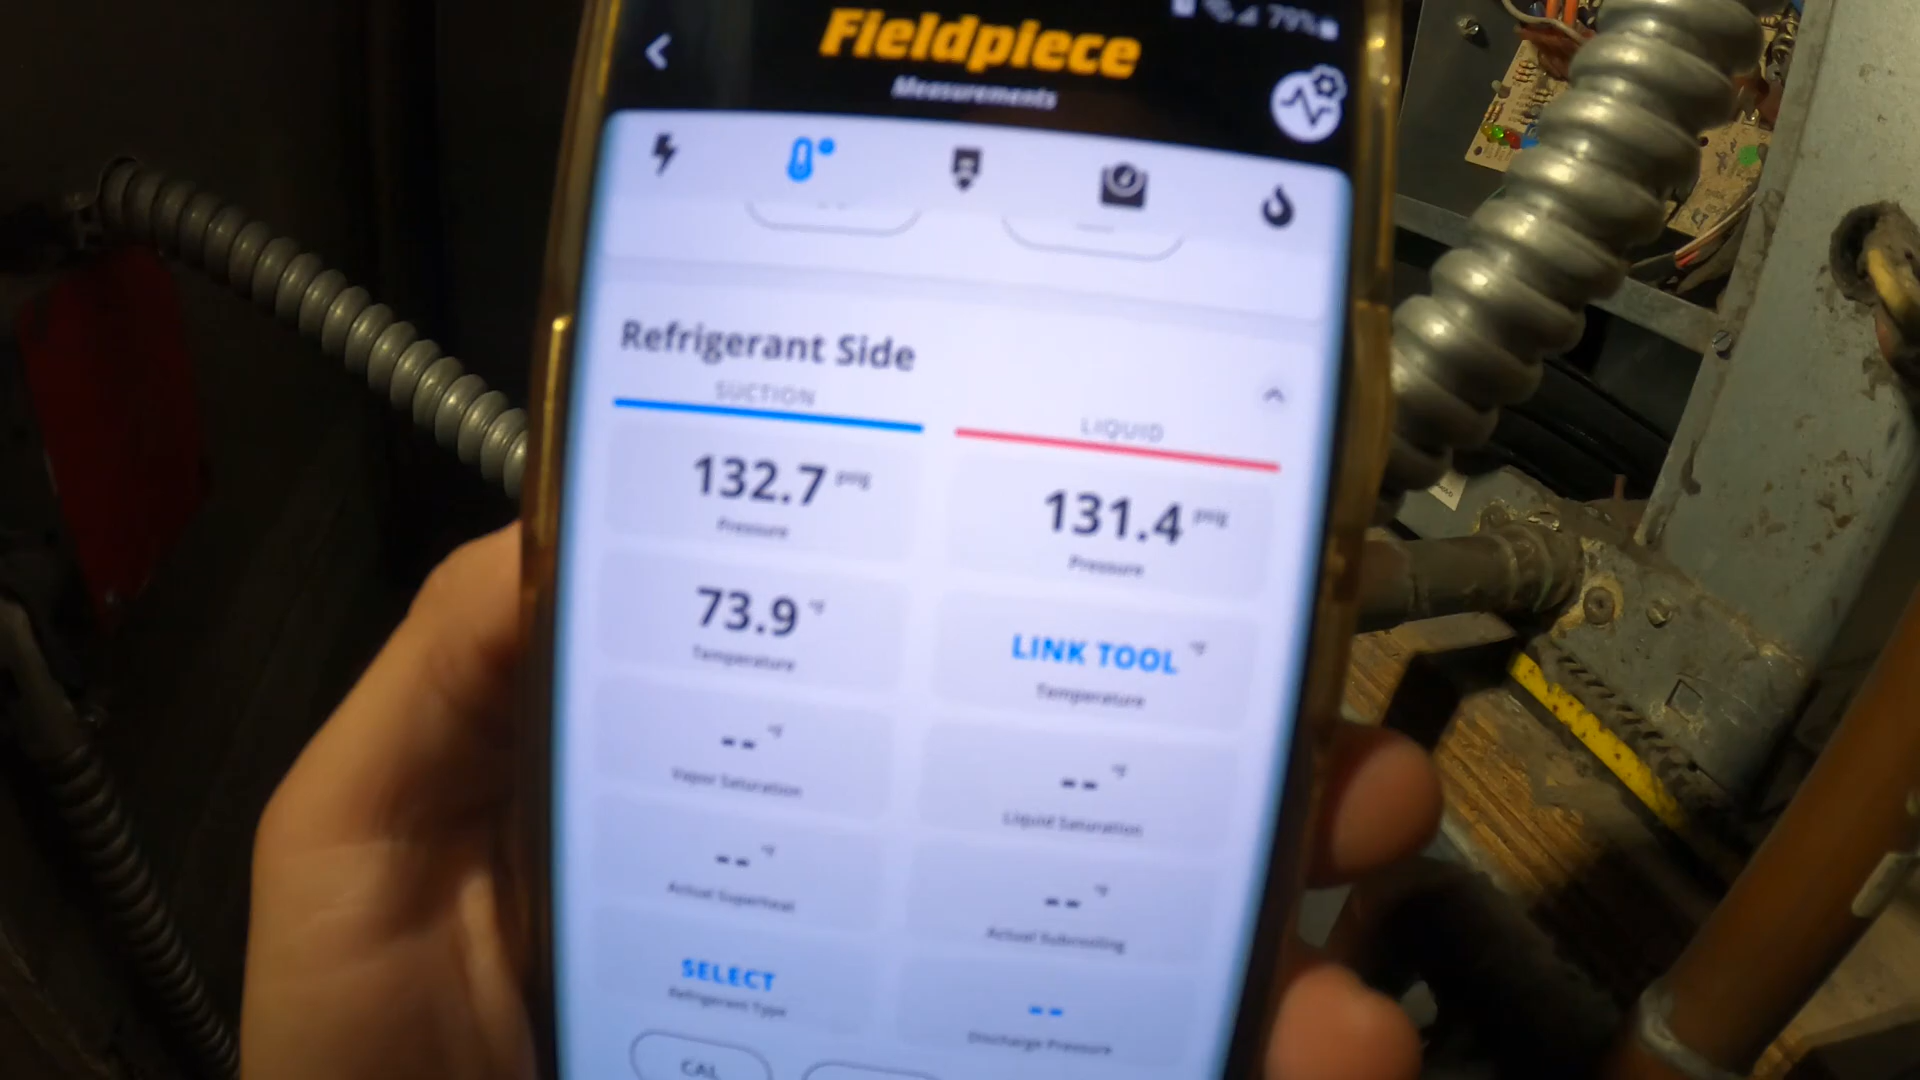 79%
Fieldpiece
Measurements
Refrigerant Side
SUCTION
LIQUID
132.7 psig
Pressure
131.4 psig
Pressure
73.9 °F
Temperature
LINK TOOL °F
Temperature
-- °F
Vapor Saturation
-- °F
Liquid Saturation
-- °F
Actual Superheat
-- °F
Actual Subcooling
SELECT
Refrigerant Type
--
Discharge Pressure
CAL